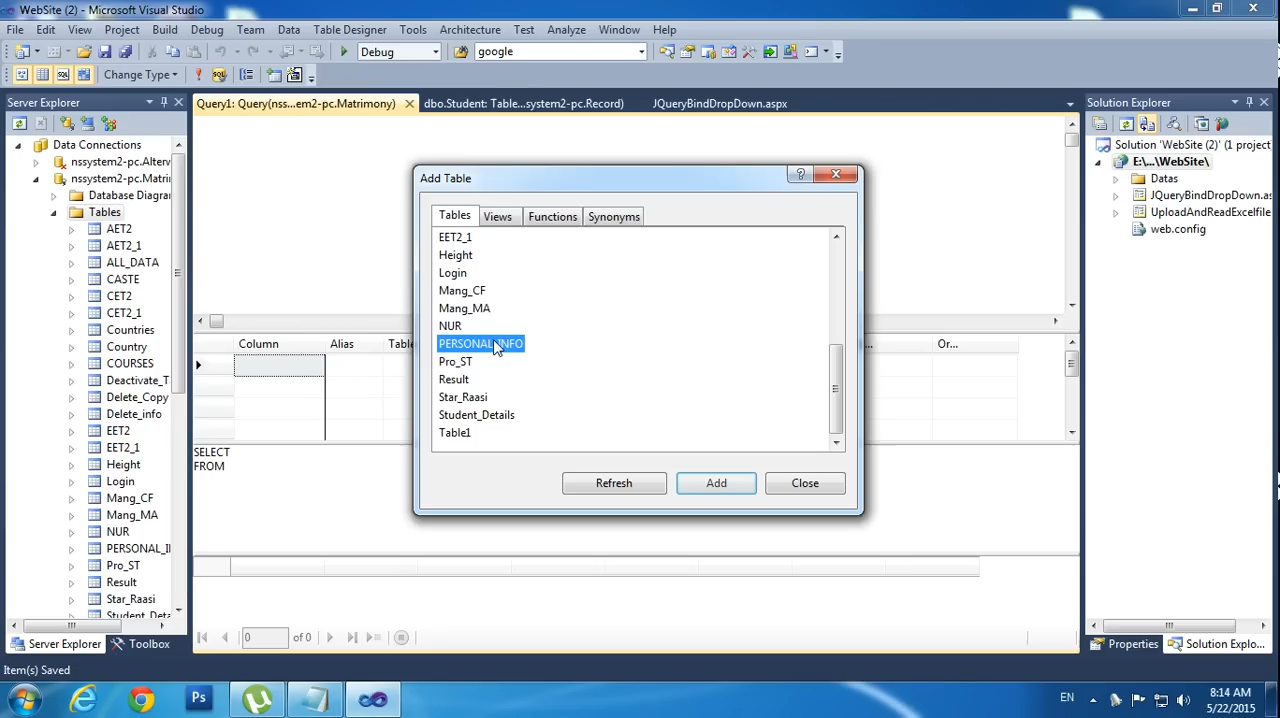 WebSite (2) - Microsoft Visual Studio
File Edit View Project Build Debug Team Data Table Designer Tools Architecture Test Analyze Window Help
Debug google
Change Type
Server Explorer
Data Connections
nssystem2-pc.Alterv
nssystem2-pc.Matri
Database Diagran
Tables
AET2
AET2_1
ALL_DATA
CASTE
CET2
CET2_1
Countries
Country
COURSES
Deactivate_T
Delete_Copy
Delete_info
EET2
EET2_1
Height
Login
Mang_CF
Mang_MA
NUR
PERSONAL_I
Pro_ST
Result
Star_Raasi
Student_Deta
Server Explorer Toolbox
Query1: Query(nss...em2-pc.Matrimony) dbo.Student: Table...system2-pc.Record) JQueryBindDropDown.aspx
Column Alias Table ... Or...
SELECT
FROM
0 of 0
Add Table
Tables Views Functions Synonyms
EET2_1
Height
Login
Mang_CF
Mang_MA
NUR
PERSONAL_INFO
Pro_ST
Result
Star_Raasi
Student_Details
Table1
Refresh Add Close
Solution Explorer
Solution 'WebSite (2)' (1 project)
E:\...\WebSite\
Datas
JQueryBindDropDown.as
UploadAndReadExcelfile
web.config
Properties Solution Explo...
Item(s) Saved
Ps
EN 8:14 AM
5/22/2015